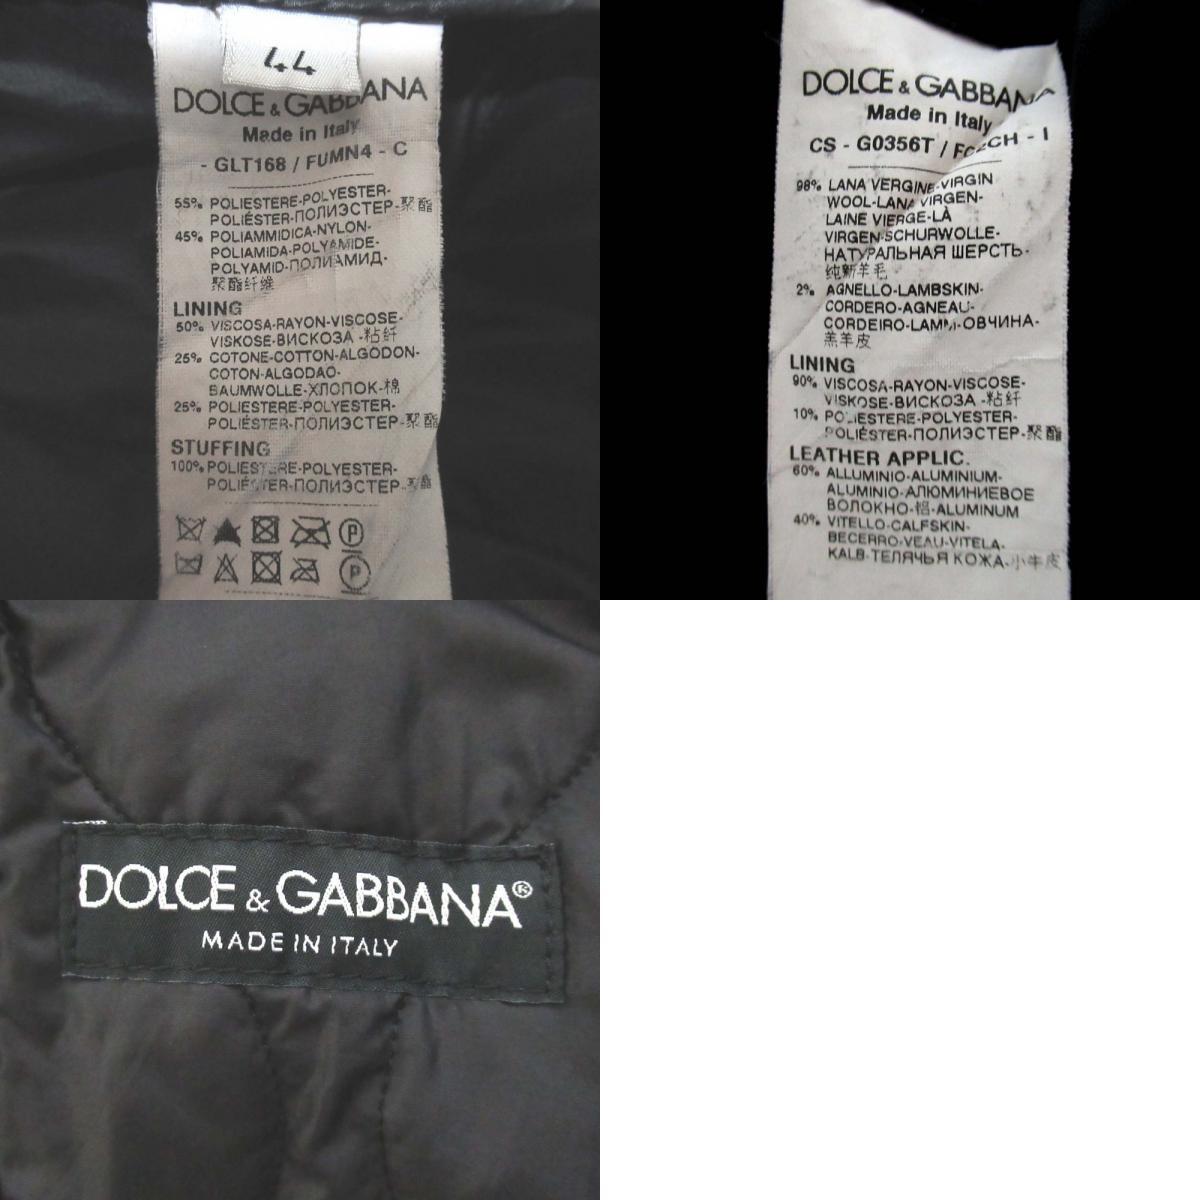 44
DOLCE & GABBANA
Made in Italy
- GLT168 / FUMN4 - C
55% POLIESTERE-POLYESTER-
POLIÉSTER-ПОЛИЭСТЕР-聚酯
45% POLIAMMIDICA-NYLON-
POLIAMIDA-POLYAMIDE-
POLYAMID-ПОЛИАМИД-
聚酯纤维
LINING
50% VISCOSA-RAYON-VISCOSE-
VISKOSE-ВИСКОЗА -粘纤
25% COTONE-COTTON-ALGODON-
COTON-ALGODAO-
BAUMWOLLE-ХЛОПОК-棉
25% POLIESTERE-POLYESTER-
POLIÉSTER-ПОЛИЭСТЕР-聚酯
STUFFING
100% POLIESTERE-POLYESTER-
POLIÉSTER-ПОЛИЭСТЕР-聚酯
P
P
DOLCE & GABBANA
Made in Italy
CS - G0356T / - I
98% LANA VERGINE-VIRGIN
WOOL-LANA VIRGEN-
LAINE VIERGE-LÀ
VIRGEN-SCHURWOLLE-
НАТУРАЛЬНАЯ ШЕРСТЬ-
纯新羊毛
2% AGNELLO-LAMBSKIN-
CORDERO-AGNEAU-
CORDEIRO-LAMM-ОВЧИНА-
羔羊皮
LINING
90% VISCOSA-RAYON-VISCOSE-
VISKOSE-ВИСКОЗА -粘纤
10% POLIESTERE-POLYESTER-
POLIÉSTER-ПОЛИЭСТЕР-聚酯
LEATHER APPLIC.
60% ALLUMINIO-ALUMINIUM-
ALUMINIO-АЛЮМИНИЕВОЕ
ВОЛОКНО-铝-ALUMINUM
40% VITELLO-CALFSKIN-
BECERRO-VEAU-VITELA-
KALB-ТЕЛЯЧЬЯ КОЖА-小牛皮
DOLCE & GABBANA®
MADE IN ITALY